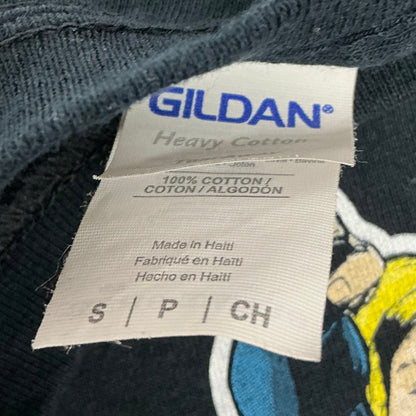 GILDAN®
Heavy Cotton
100% COTTON /
COTON / ALGODÓN
Made in Haiti
Fabriqué en Haïti
Hecho en Haití
S | P | CH